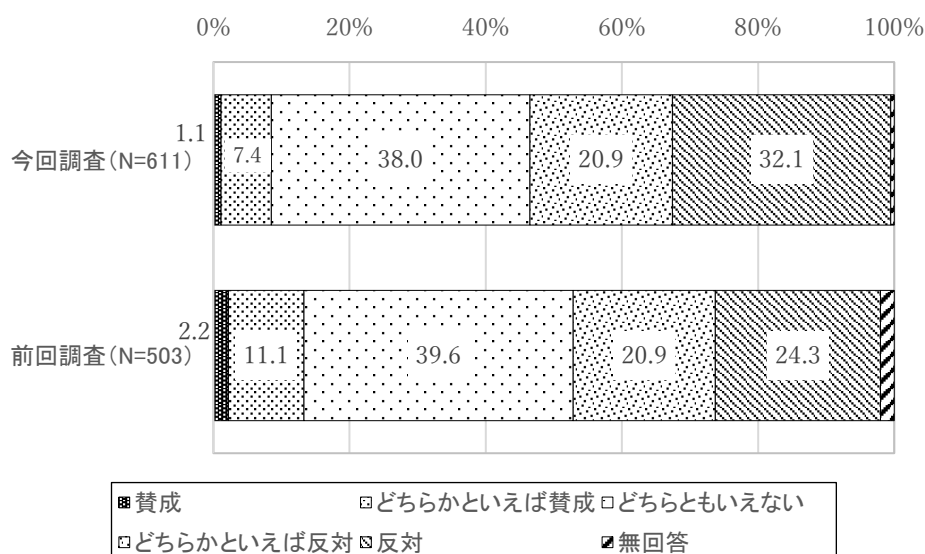 0% 20% 40% 60% 80% 100%
1.1
今回調査(N=611) 7.4 38.0 20.9 32.1
2.2
前回調査(N=503) 11.1 39.6 20.9 24.3
賛成 どちらかといえば賛成 どちらともいえない
どちらかといえば反対 反対 無回答